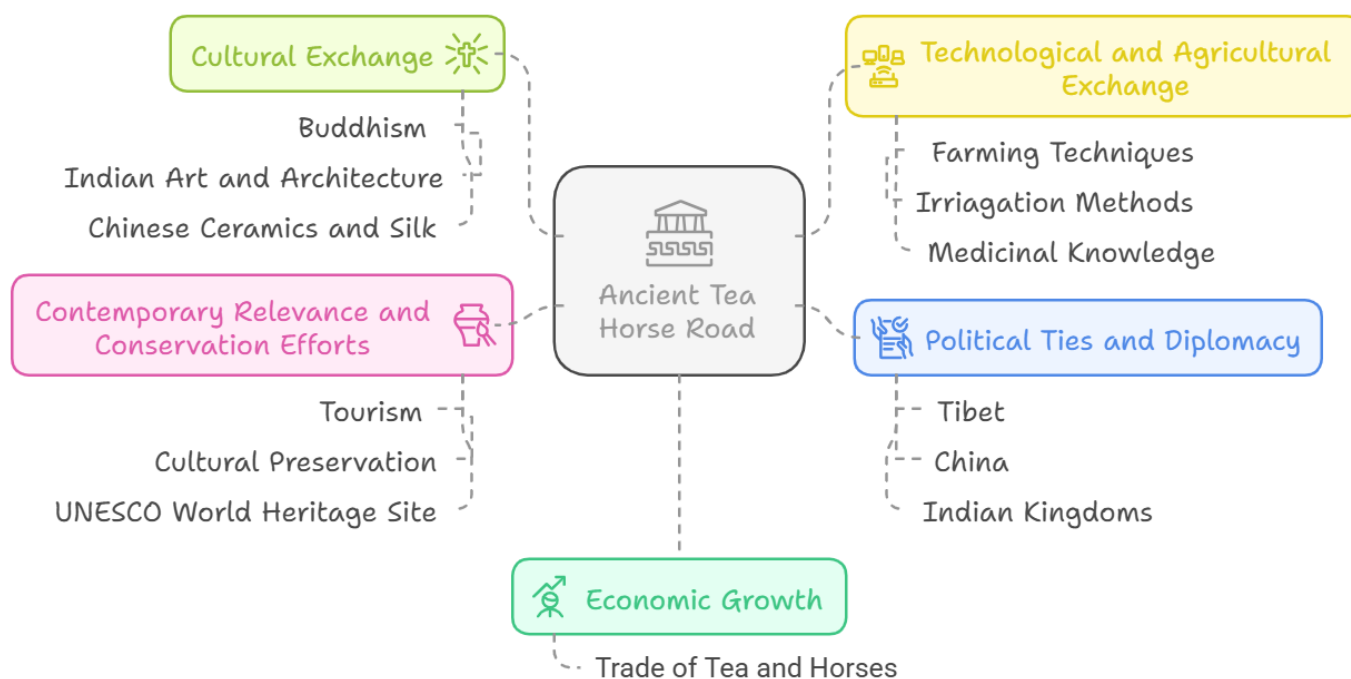 Cultural Exchange
Buddhism
Indian Art and Architecture
Chinese Ceramics and Silk
Contemporary Relevance and
Conservation Efforts
Tourism
Cultural Preservation
UNESCO World Heritage Site
Ancient Tea
Horse Road
Technological and Agricultural
Exchange
Farming Techniques
Irriagation Methods
Medicinal Knowledge
Political Ties and Diplomacy
Tibet
China
Indian Kingdoms
Economic Growth
Trade of Tea and Horses